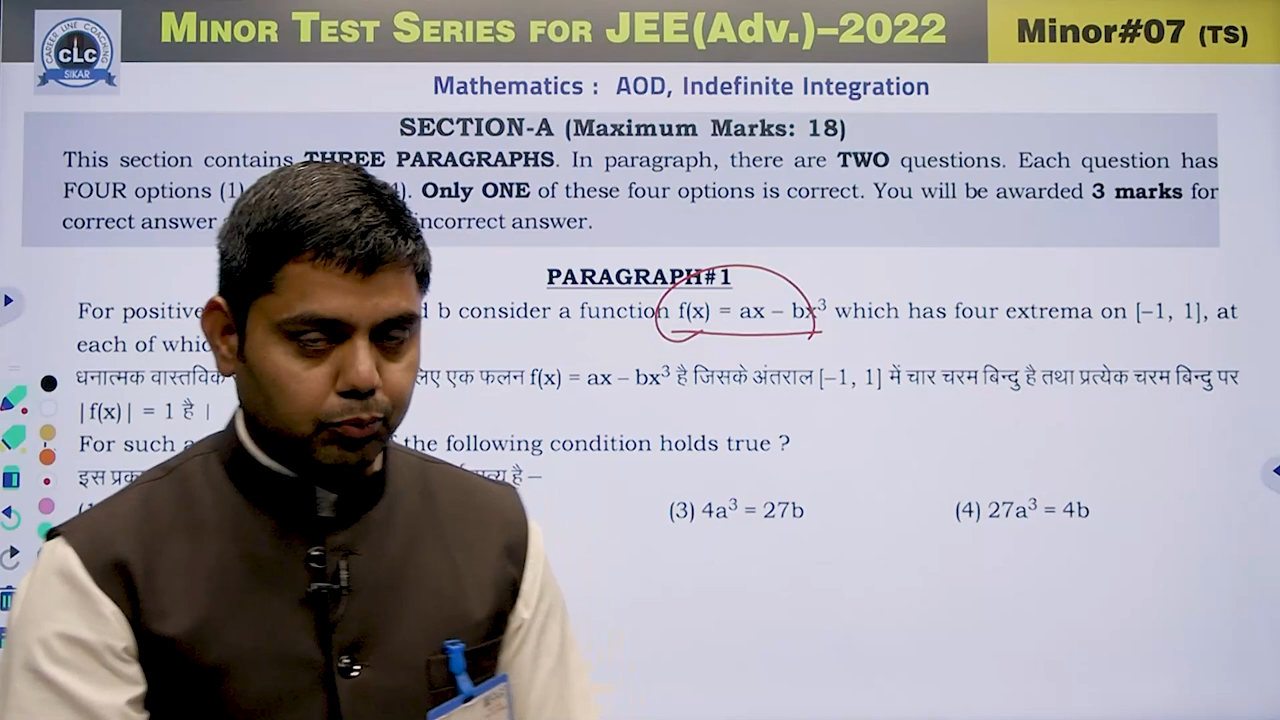 MINOR TEST SERIES FOR JEE(ADV.)–2022
Minor#07 (TS)
CAREER LINE COACHING
CLC
SIKAR
Mathematics : AOD, Indefinite Integration
SECTION-A (Maximum Marks: 18)
This section contains THREE PARAGRAPHS. In paragraph, there are TWO questions. Each question has
FOUR options (1) ). Only ONE of these four options is correct. You will be awarded 3 marks for
correct answer ncorrect answer.
PARAGRAPH#1
For positive d b consider a function f(x) = ax – bx³ which has four extrema on [–1, 1], at
each of whic
धनात्मक वास्तविक लिए एक फलन f(x) = ax – bx³ है जिसके अंतराल [–1, 1] में चार चरम बिन्दु है तथा प्रत्येक चरम बिन्दु पर
|f(x)| = 1 है |
For such a the following condition holds true ?
इस प्रक सत्य है –
(3) 4a³ = 27b (4) 27a³ = 4b